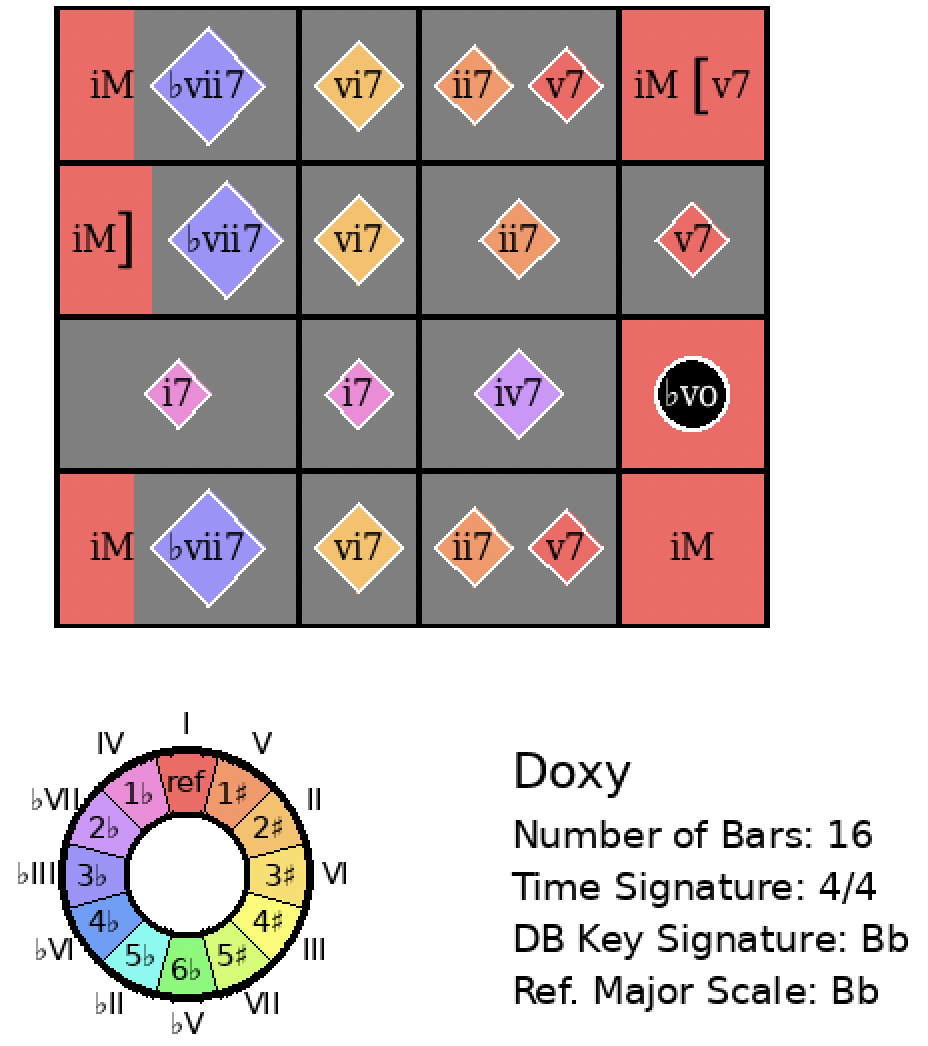 iM ♭vii7 vi7 ii7 v7 iM [v7
iM] ♭vii7 vi7 ii7 v7
i7 i7 iv7 ♭vo
iM ♭vii7 vi7 ii7 v7 iM
I
IV V
♭VII 1♭ ref 1♯ II
2♭ 2♯
♭III 3♭ 3♯ VI
4♭ 4♯
♭VI 5♭ 6♭ 5♯ III
♭II VII
♭V
Doxy
Number of Bars: 16
Time Signature: 4/4
DB Key Signature: Bb
Ref. Major Scale: Bb